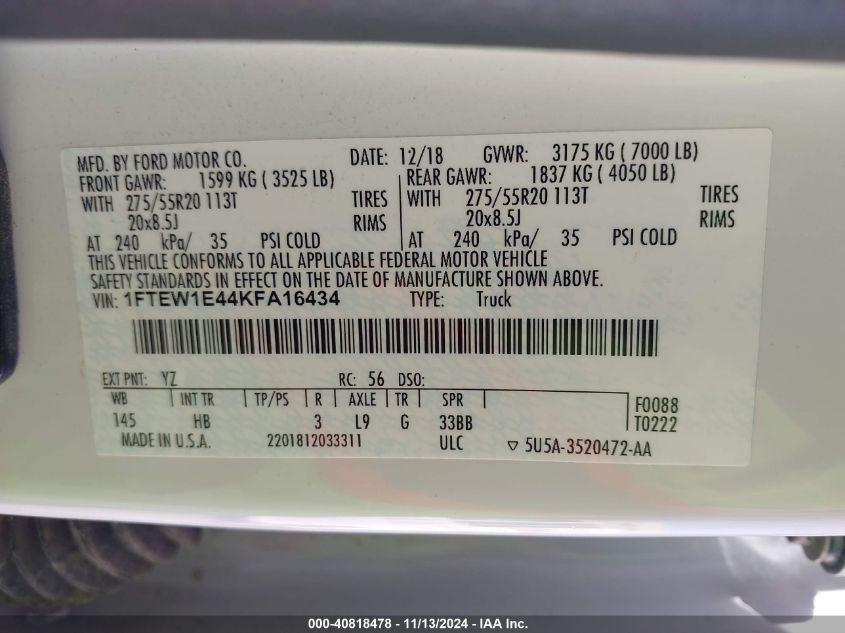 MFD. BY FORD MOTOR CO. DATE: 12/18 GVWR: 3175 KG ( 7000 LB)
FRONT GAWR: 1599 KG ( 3525 LB) REAR GAWR: 1837 KG ( 4050 LB)
WITH 275/55R20 113T TIRES WITH 275/55R20 113T TIRES
20x8.5J RIMS 20x8.5J RIMS
AT 240 kPa/ 35 PSI COLD AT 240 kPa/ 35 PSI COLD
THIS VEHICLE CONFORMS TO ALL APPLICABLE FEDERAL MOTOR VEHICLE
SAFETY STANDARDS IN EFFECT ON THE DATE OF MANUFACTURE SHOWN ABOVE.
VIN: 1FTEW1E44KFA16434 TYPE: Truck
EXT PNT: YZ RC: 56 DSO:
WB INT TR TP/PS R AXLE TR SPR F0088
145 HB 3 L9 G 33BB T0222
MADE IN U.S.A. 2201812033311 ULC ▽ 5U5A-3520472-AA
000-40818478 - 11/13/2024 - IAA Inc.